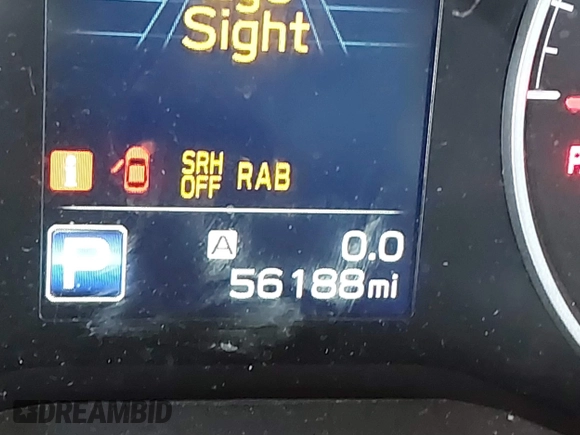 Sight
SRH
OFF RAB
P
A 0.0
56188mi
DREAMBID